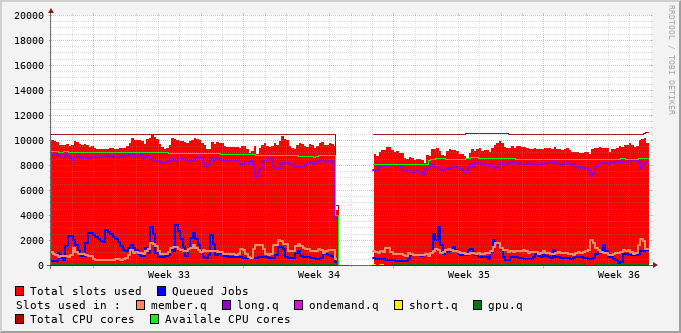 20000
18000
16000
14000
12000
10000
8000
6000
4000
2000
0
Week 33 Week 34 Week 35 Week 36
RRDTOOL / TOBI OETIKER
Total slots used Queued Jobs
Slots used in : member.q long.q ondemand.q short.q gpu.q
Total CPU cores Availale CPU cores